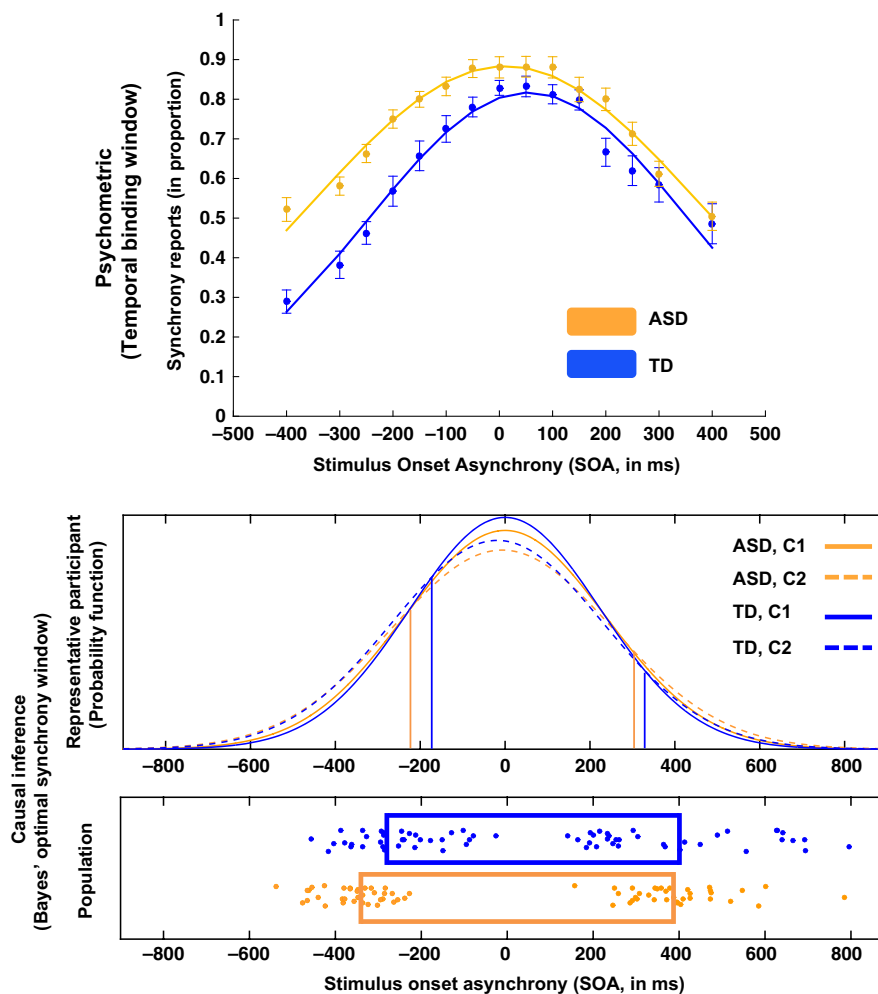 1
0.9
0.8
0.7
0.6
0.5
0.4
0.3
0.2
0.1
0
Psychometric
(Temporal binding window)
Synchrony reports (in proportion)
ASD
TD
−500 −400 −300 −200 −100 0 100 200 300 400 500
Stimulus Onset Asynchrony (SOA, in ms)
Causal inference
(Bayes’ optimal synchrony window)
Representative participant
(Probability function)
ASD, C1
ASD, C2
TD, C1
TD, C2
−800 −600 −400 −200 0 200 400 600 800
Population
−800 −600 −400 −200 0 200 400 600 800
Stimulus onset asynchrony (SOA, in ms)